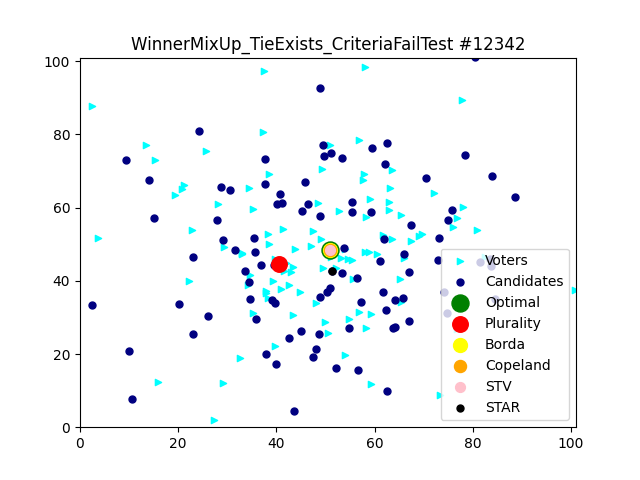 WinnerMixUp_TieExists_CriteriaFailTest #12342
100
80
60
40
20
0
0
20
40
60
80
100
Voters
Candidates
Optimal
Plurality
Borda
Copeland
STV
STAR